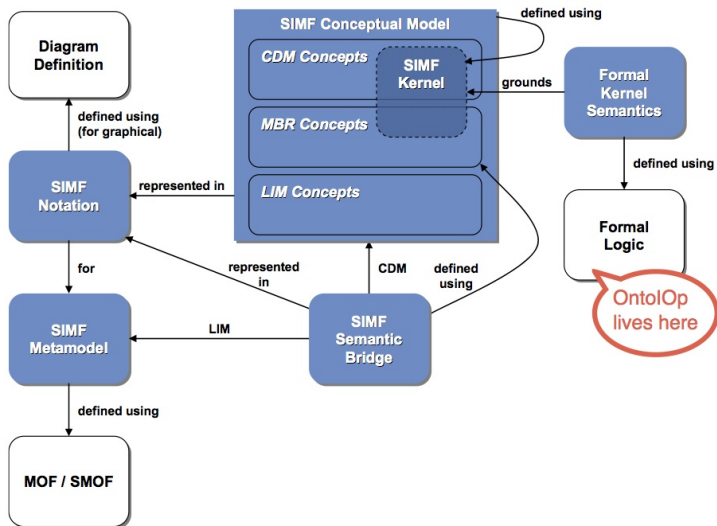 SIMF Conceptual Model
defined using
Diagram
Definition
CDM Concepts
SIMF
Kernel
grounds
Formal
Kernel
Semantics
defined using
(for graphical)
MBR Concepts
defined using
SIMF
Notation
represented in
LIM Concepts
Formal
Logic
for
represented
in
CDM
defined
using
OntoIOp
lives here
SIMF
Metamodel
LIM
SIMF
Semantic
Bridge
defined using
MOF / SMOF